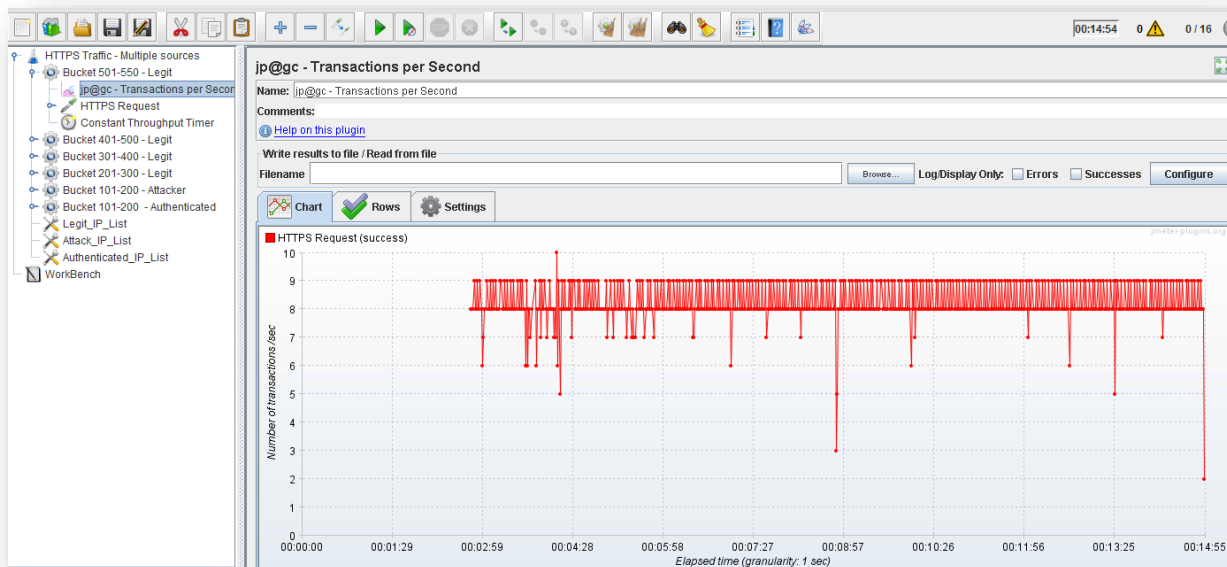 00:14:54 0 0 / 16
HTTPS Traffic - Multiple sources
Bucket 501-550 - Legit
jp@gc - Transactions per Secon
HTTPS Request
Constant Throughput Timer
Bucket 401-500 - Legit
Bucket 301-400 - Legit
Bucket 201-300 - Legit
Bucket 101-200 - Attacker
Bucket 101-200 - Authenticated
Legit_IP_List
Attack_IP_List
Authenticated_IP_List
WorkBench
jp@gc - Transactions per Second
Name: jp@gc - Transactions per Second
Comments:
Help on this plugin
Write results to file / Read from file
Filename Browse... Log/Display Only: Errors Successes Configure
Chart Rows Settings
HTTPS Request (success)
jmeter-plugins.org
10
9
8
7
6
5
4
3
2
1
0
Number of transactions /sec
00:00:00 00:01:29 00:02:59 00:04:28 00:05:58 00:07:27 00:08:57 00:10:26 00:11:56 00:13:25 00:14:55
Elapsed time (granularity: 1 sec)